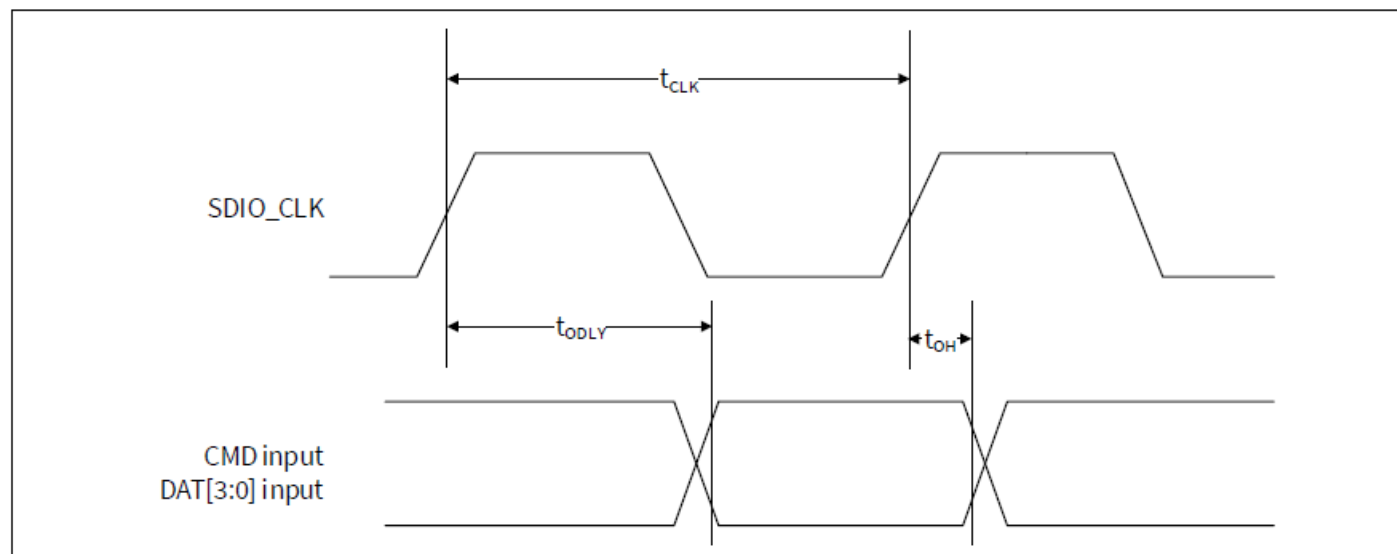 tCLK
SDIO_CLK
tODLY
tOH
CMD input
DAT[3:0] input